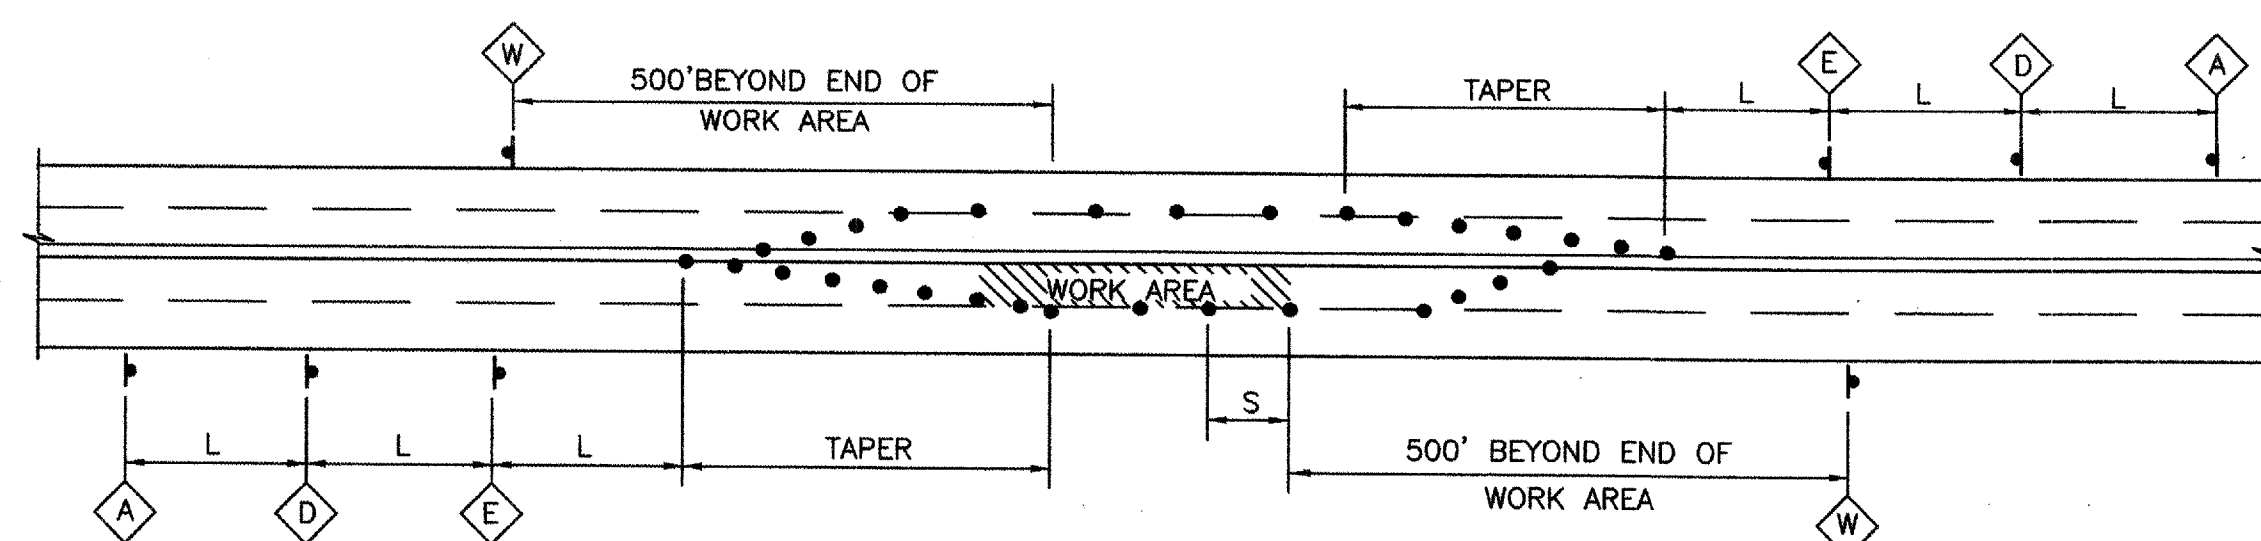 W
500'BEYOND END OF
WORK AREA
TAPER
L
E
L
D
L
A
WORK AREA
A
L
D
L
E
L
TAPER
S
500' BEYOND END OF
WORK AREA
W